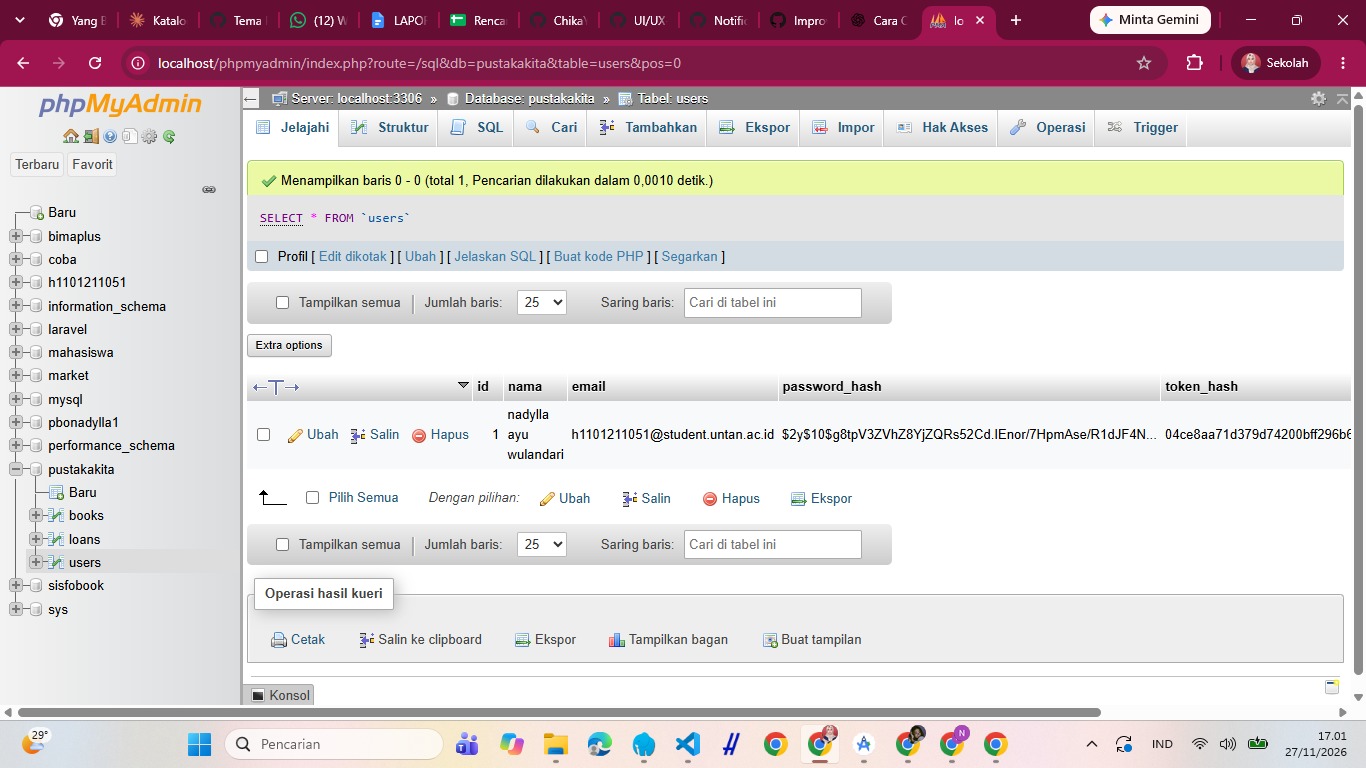 Yang B
Katalo
Tema
(12) W
LAPOR
Renca
Chika
UI/UX
Notific
Impro
Cara C
lo
Minta Gemini
localhost/phpmyadmin/index.php?route=/sql&db=pustakakita&table=users&pos=0
Sekolah
phpMyAdmin
Terbaru Favorit
Baru
bimaplus
coba
h1101211051
information_schema
laravel
mahasiswa
market
mysql
pbonadylla1
performance_schema
pustakakita
Baru
books
loans
users
sisfobook
sys
Server: localhost:3306 » Database: pustakakita » Tabel: users
Jelajahi Struktur SQL Cari Tambahkan Ekspor Impor Hak Akses Operasi Trigger
Menampilkan baris 0 - 0 (total 1, Pencarian dilakukan dalam 0,0010 detik.)
SELECT * FROM `users`
Profil [ Edit dikotak ] [ Ubah ] [ Jelaskan SQL ] [ Buat kode PHP ] [ Segarkan ]
Tampilkan semua Jumlah baris: 25 Saring baris: Cari di tabel ini
Extra options
id nama email password_hash token_hash
Ubah Salin Hapus 1 nadylla ayu wulandari h1101211051@student.untan.ac.id $2y$10$g8tpV3ZVhZ8YjZQRs52Cd.IEnor/7HpmAse/R1dJF4N... 04ce8aa71d379d74200bff296b6
Pilih Semua Dengan pilihan: Ubah Salin Hapus Ekspor
Tampilkan semua Jumlah baris: 25 Saring baris: Cari di tabel ini
Operasi hasil kueri
Cetak Salin ke clipboard Ekspor Tampilkan bagan Buat tampilan
Konsol
29°
Pencarian
N
IND
17.01
27/11/2026